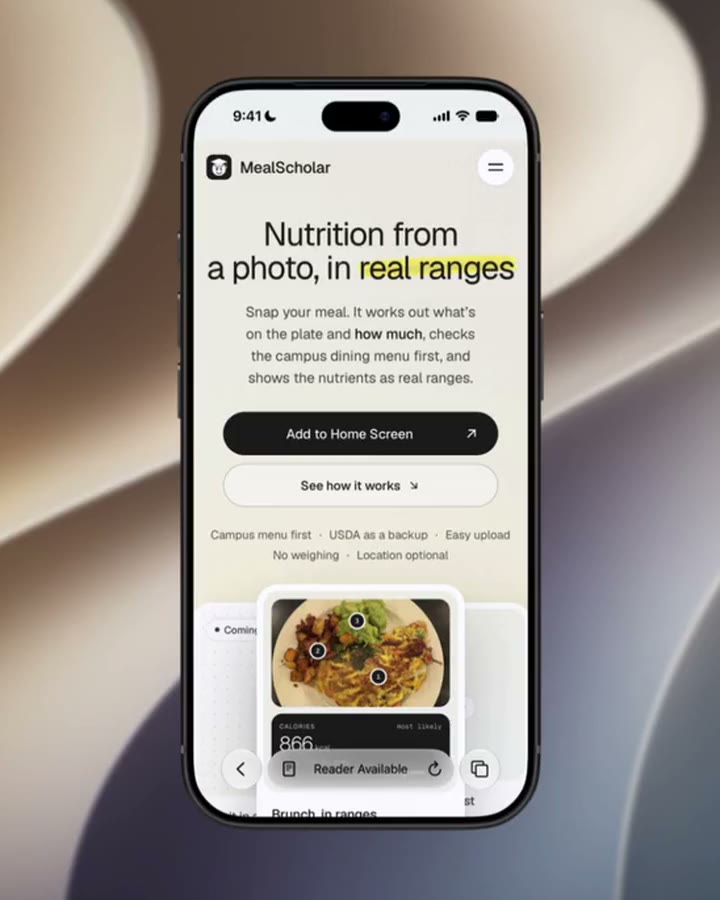 9:41
MealScholar
Nutrition from
a photo, in real ranges
Snap your meal. It works out what's
on the plate and how much, checks
the campus dining menu first, and
shows the nutrients as real ranges.
Add to Home Screen
See how it works
Campus menu first · USDA as a backup · Easy upload
No weighing · Location optional
Coming
3
2
1
CALORIES most likely
866 kcal
Reader Available
Brunch, in ranges
st